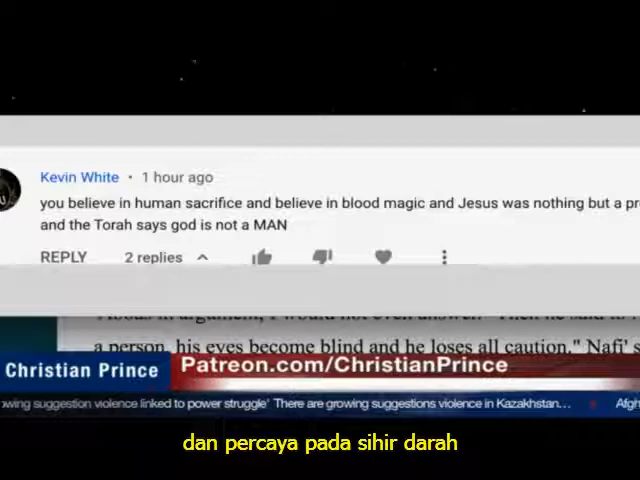 Kevin White • 1 hour ago
you believe in human sacrifice and believe in blood magic and Jesus was nothing but a
and the Torah says god is not a MAN
REPLY 2 replies
a person, his eyes become blind and he loses all caution." Nafi'
Christian Prince
Patreon.com/ChristianPrince
suggestion violence linked to power struggle' There are growing suggestions violence in Kazakhstan...
dan percaya pada sihir darah